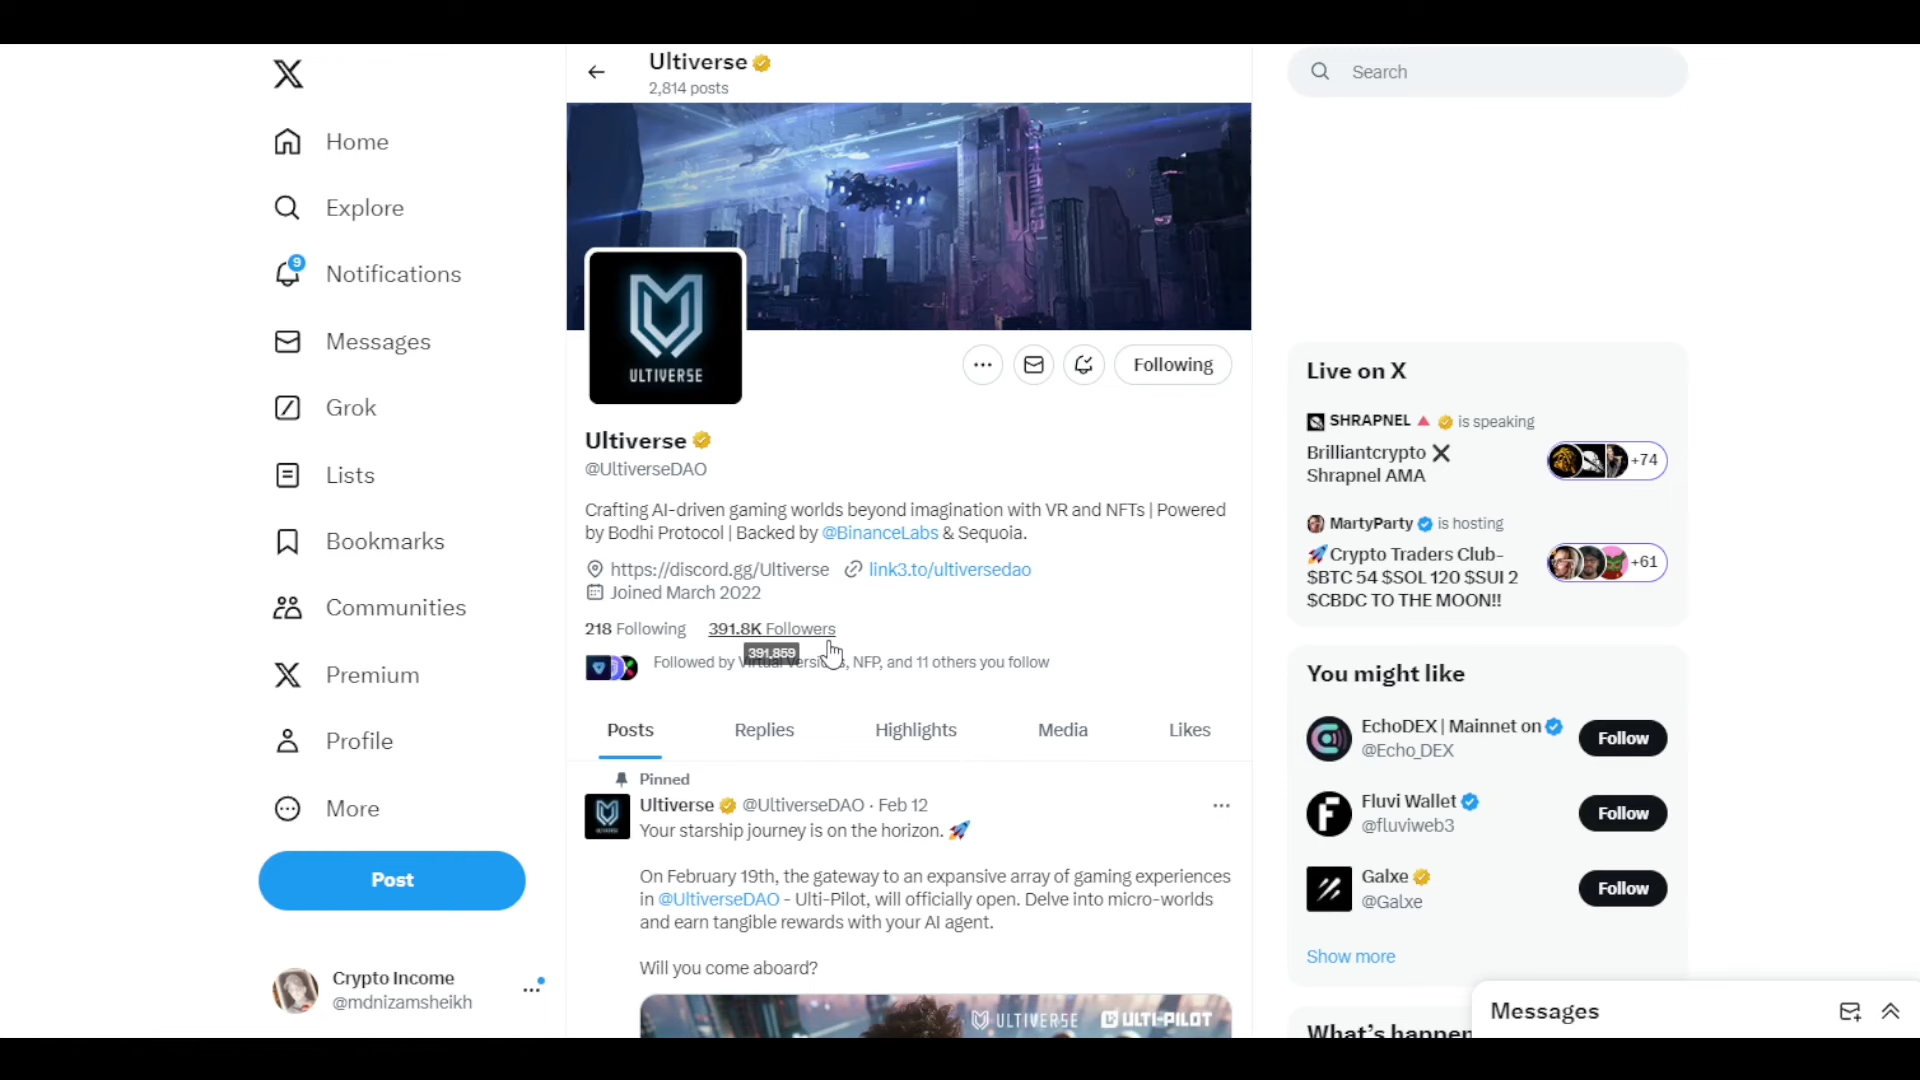 Home
Explore
9
Notifications
Messages
Grok
Lists
Bookmarks
Communities
Premium
Profile
More
Post
Crypto Income
@mdnizamsheikh
Ultiverse
2,814 posts
ULTIVERSE
Following
Ultiverse
@UltiverseDAO
Crafting AI-driven gaming worlds beyond imagination with VR and NFTs | Powered
by Bodhi Protocol | Backed by @BinanceLabs & Sequoia.
https://discord.gg/Ultiverse link3.to/ultiversedao
Joined March 2022
218 Following 391.8K Followers
391,859
Followed by , NFP, and 11 others you follow
Posts Replies Highlights Media Likes
Pinned
Ultiverse @UltiverseDAO · Feb 12
Your starship journey is on the horizon. 🚀
On February 19th, the gateway to an expansive array of gaming experiences
in @UltiverseDAO - Ulti-Pilot, will officially open. Delve into micro-worlds
and earn tangible rewards with your AI agent.
Will you come aboard?
ULTIVERSE ULTI-PILOT
Search
Live on X
SHRAPNEL 🔺 is speaking
Brilliantcrypto ❌
Shrapnel AMA
+74
MartyParty is hosting
🚀Crypto Traders Club-
$BTC 54 $SOL 120 $SUI 2
$CBDC TO THE MOON!!
+61
You might like
EchoDEX | Mainnet on
@Echo_DEX
Follow
Fluvi Wallet
@fluviweb3
Follow
Galxe
@Galxe
Follow
Show more
What's happen
Messages